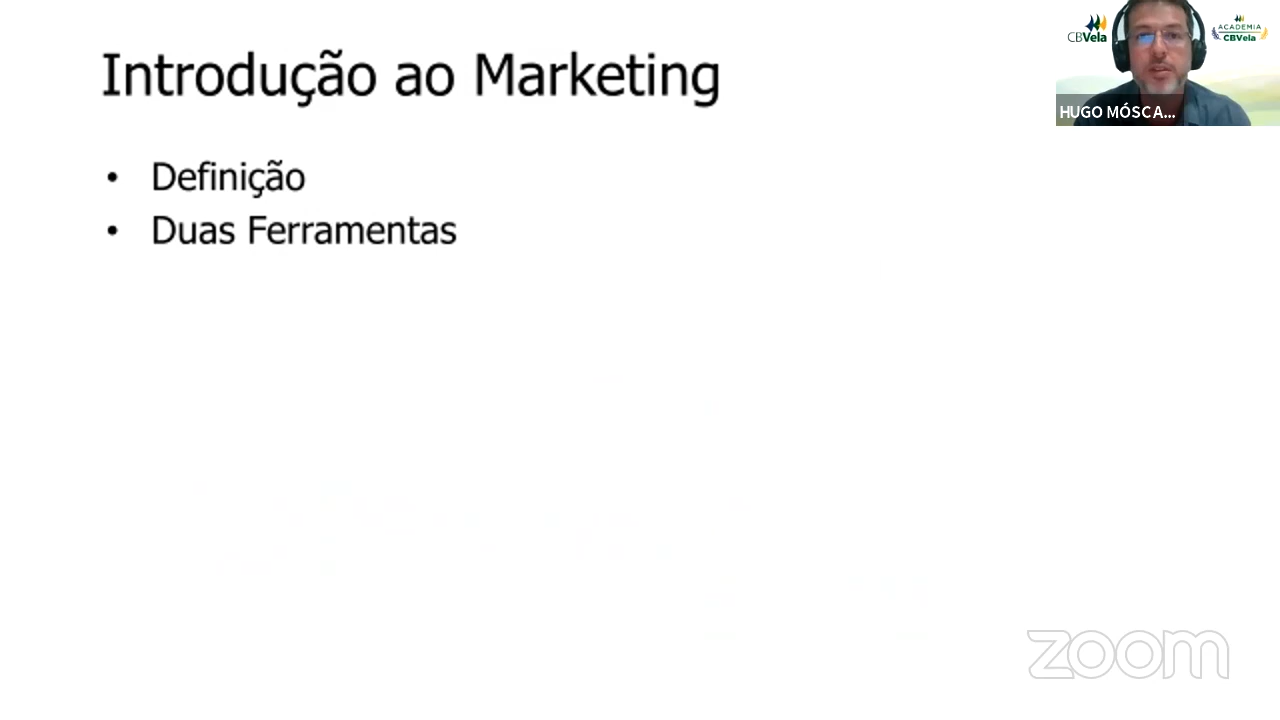 Introdução ao Marketing
• Definição
• Duas Ferramentas
CBVela
ACADEMIA
CBVela
HUGO MÓSCA...
zoom